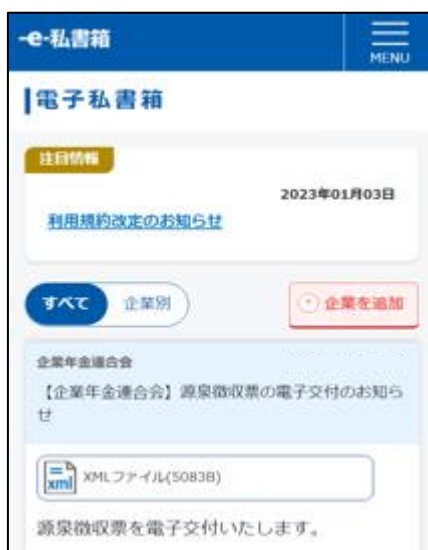 -e-私書箱
MENU
電子私書箱
注目情報
2023年01月03日
利用規約改定のお知らせ
すべて 企業別 企業を追加
企業年金連合会
【企業年金連合会】源泉徴収票の電子交付のお知ら
せ
xml XMLファイル(5083B)
源泉徴収票を電子交付いたします。